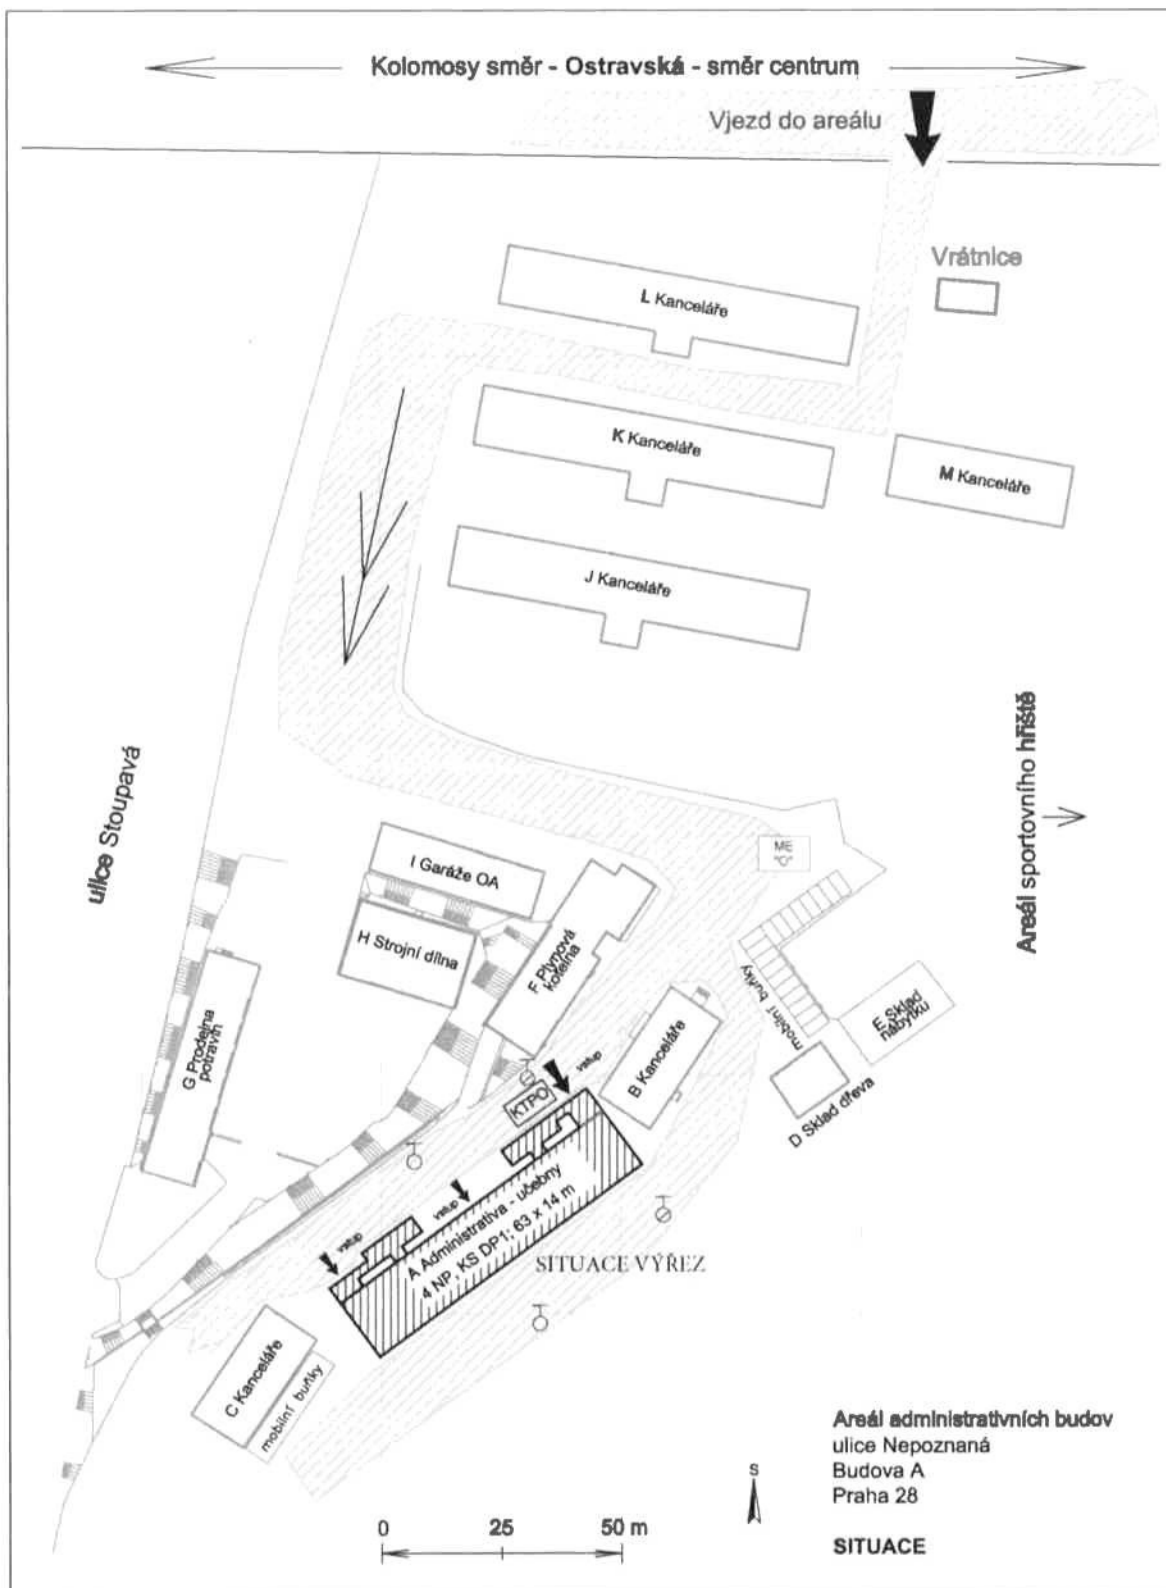 Kolomosy směr - Ostravská - směr centrum
Vjezd do areálu
Vrátnice
L Kanceláře
K Kanceláře
M Kanceláře
J Kanceláře
ulice Stoupavá
Areál sportovního hřiště
ME
"O"
I Garáže OA
H Strojní dílna
F Plynová
kotelna
mobilní buňky
E Sklad
nábytku
G Prodejna
potravin
B Kanceláře
vstup
KTPO
D Sklad dřeva
vstup
vstup
A Administrativa - učebny
4 NP, KS DP1; 63 x 14 m
SITUACE VÝŘEZ
C Kanceláře
mobilní buňky
Areál administrativních budov
ulice Nepoznaná
Budova A
Praha 28
S
0 25 50 m
SITUACE